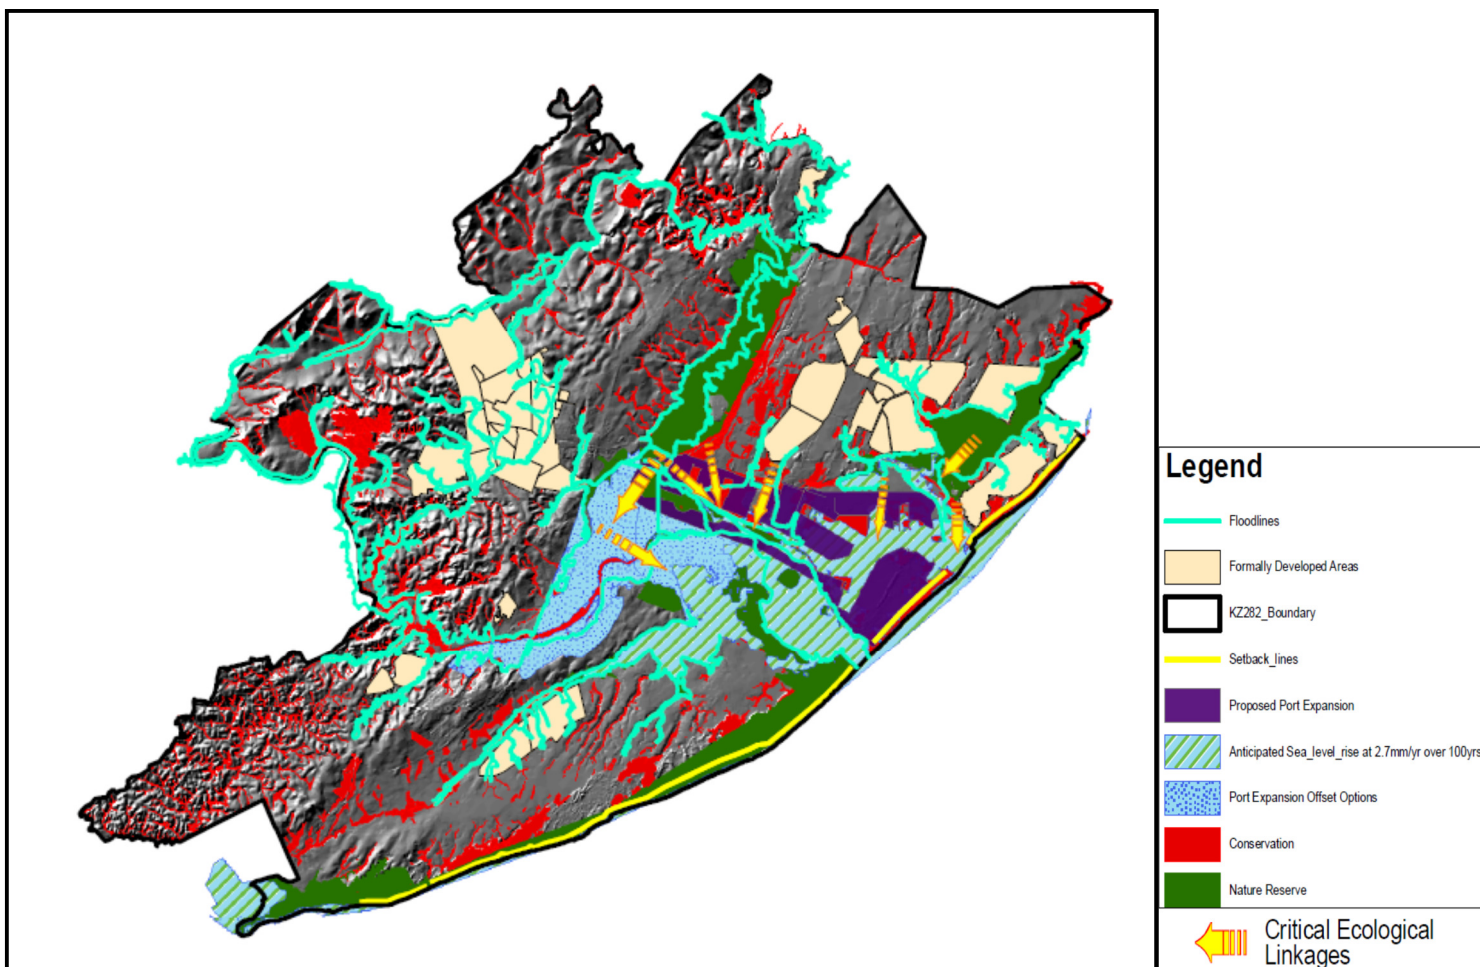 Legend
Floodlines
Formally Developed Areas
KZ282_Boundary
Setback_lines
Proposed Port Expansion
Anticipated Sea_level_rise at 2.7mm/yr over 100yrs
Port Expansion Offset Options
Conservation
Nature Reserve
Critical Ecological
Linkages